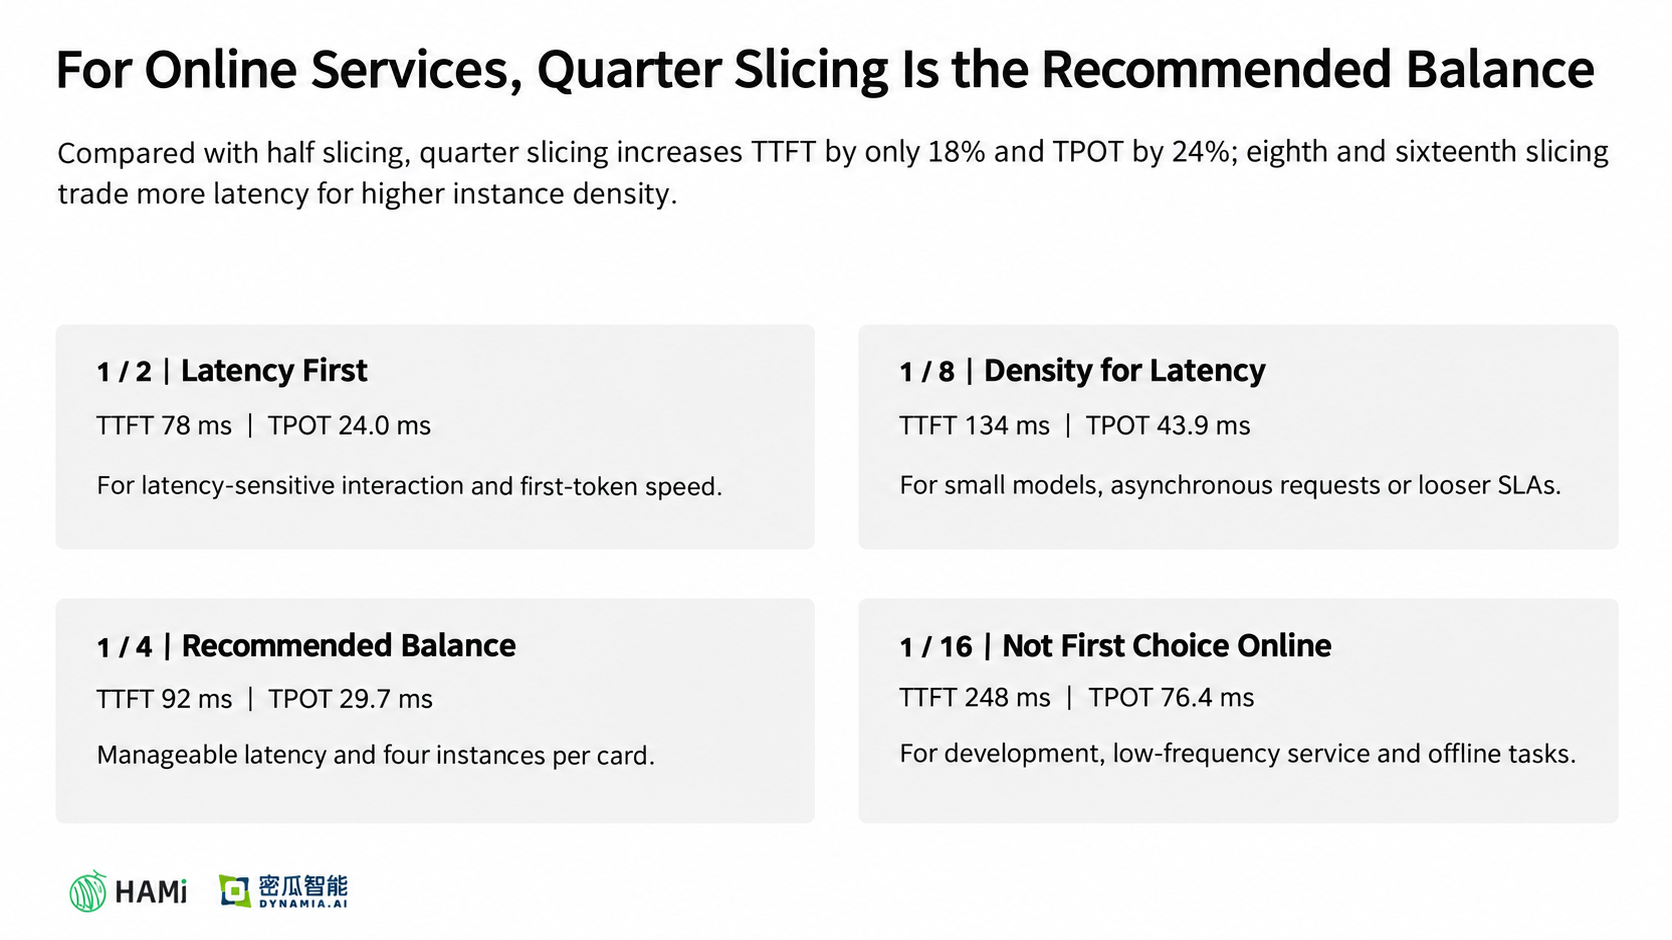 For Online Services, Quarter Slicing Is the Recommended Balance
Compared with half slicing, quarter slicing increases TTFT by only 18% and TPOT by 24%; eighth and sixteenth slicing
trade more latency for higher instance density.
1 / 2 | Latency First
TTFT 78 ms | TPOT 24.0 ms
For latency-sensitive interaction and first-token speed.
1 / 8 | Density for Latency
TTFT 134 ms | TPOT 43.9 ms
For small models, asynchronous requests or looser SLAs.
1 / 4 | Recommended Balance
TTFT 92 ms | TPOT 29.7 ms
Manageable latency and four instances per card.
1 / 16 | Not First Choice Online
TTFT 248 ms | TPOT 76.4 ms
For development, low-frequency service and offline tasks.
HAMi
密瓜智能
DYNAMIA.AI